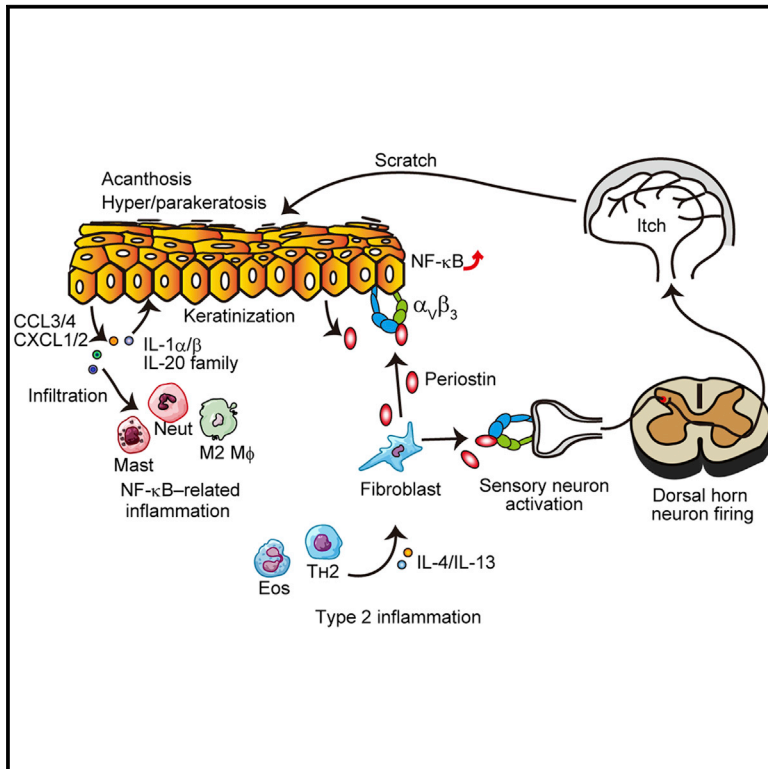 Scratch
Acanthosis
Hyper/parakeratosis
Itch
NF-κB
αVβ3
Keratinization
CCL3/4
CXCL1/2
IL-1α/β
IL-20 family
Periostin
Infiltration
Neut
M2 Mϕ
Mast
NF-κB–related
inflammation
Fibroblast
Sensory neuron
activation
Dorsal horn
neuron firing
TH2
IL-4/IL-13
Eos
Type 2 inflammation